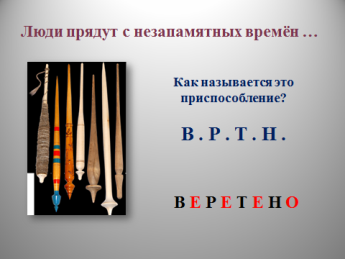 Люди прядут с незапамятных времён …
Как называется это
приспособление?
В . Р . Т . Н .
В Е Р Е Т Е Н О